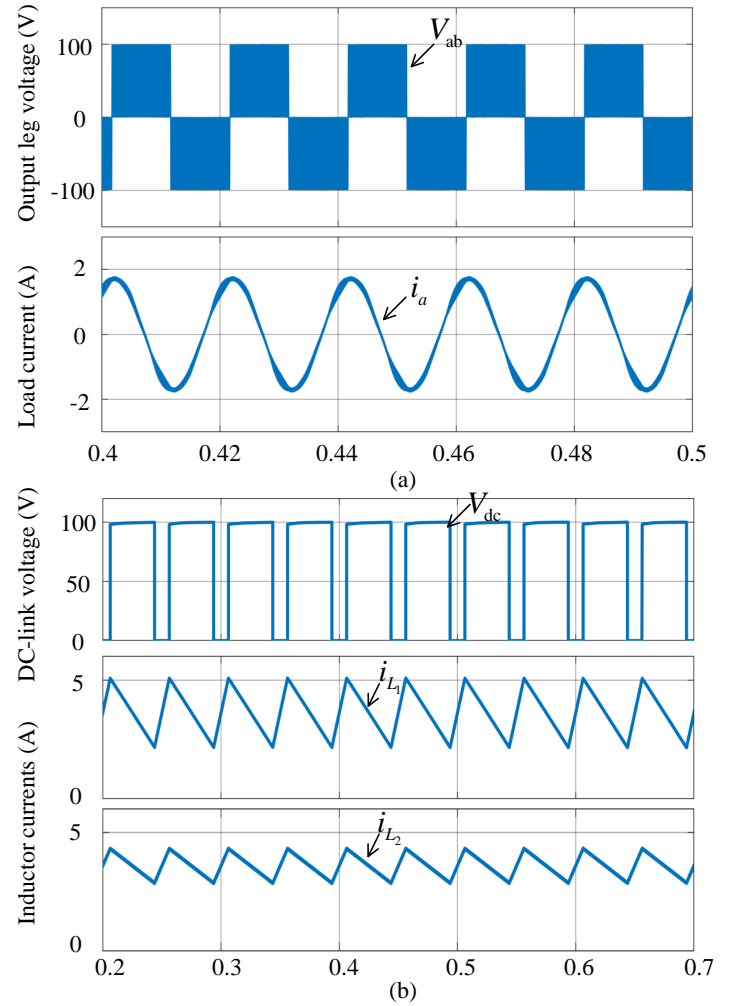 Output leg voltage (V)
100
0
-100
V_ab
Load current (A)
2
0
-2
i_a
0.4 0.42 0.44 0.46 0.48 0.5
(a)
DC-link voltage (V)
100
50
0
V_dc
Inductor currents (A)
5
0
i_L1
5
0
i_L2
0.2 0.3 0.4 0.5 0.6 0.7
(b)